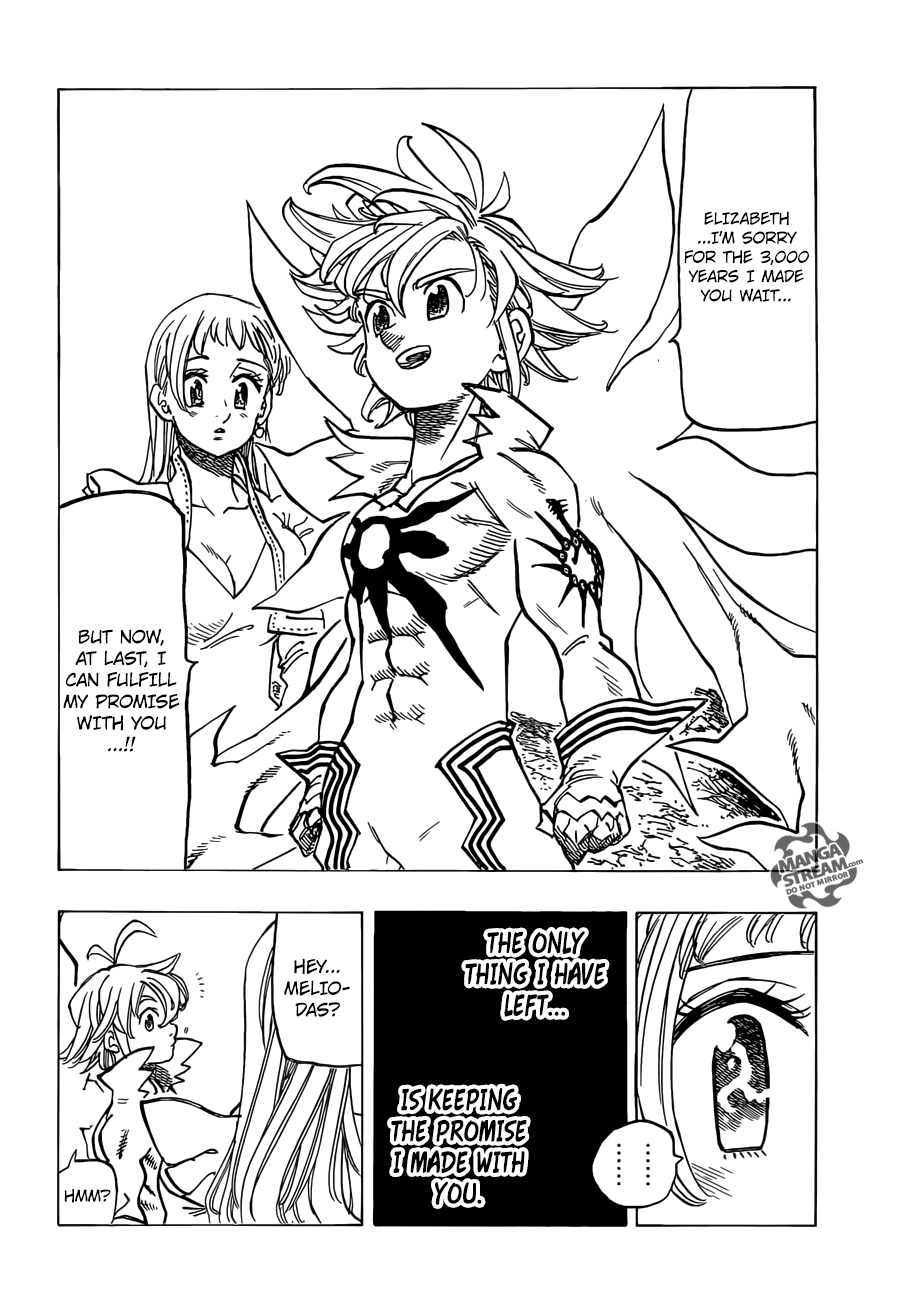 ELIZABETH
...I'M SORRY
FOR THE 3,000
YEARS I MADE
YOU WAIT...
BUT NOW,
AT LAST, I
CAN FULFILL
MY PROMISE
WITH YOU
...!!
MANGA
STREAM.com
DO NOT MIRROR
......
......
THE ONLY
THING I HAVE
LEFT...
IS KEEPING
THE PROMISE
I MADE WITH
YOU.
HEY...
MELIO-
DAS?
HMM?